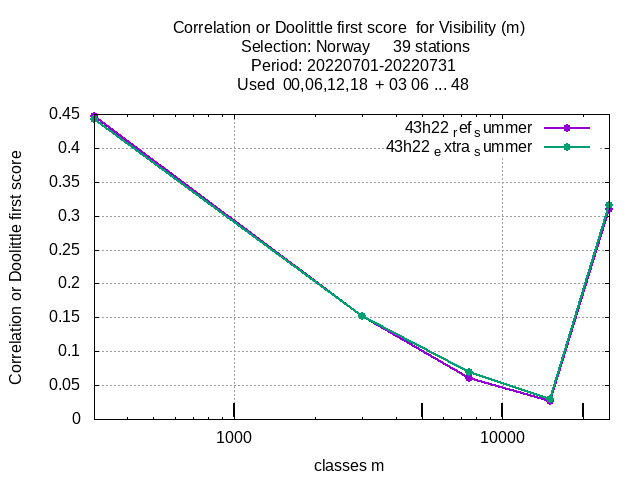 Correlation or Doolittle first score  for Visibility (m)
Selection: Norway     39 stations
Period: 20220701-20220731
Used  00,06,12,18  + 03 06 ... 48
43h22 ref summer
43h22 extra summer
Correlation or Doolittle first score
0.45
0.4
0.35
0.3
0.25
0.2
0.15
0.1
0.05
0
1000
10000
classes m